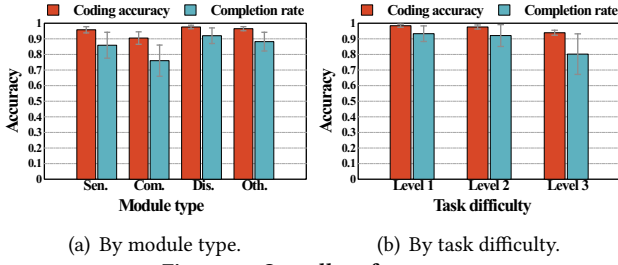 Coding accuracy Completion rate
1
0.9
0.8
0.7
0.6
0.5
0.4
0.3
0.2
0.1
0
Accuracy
Sen. Com. Dis. Oth.
Module type
(a) By module type.
Coding accuracy Completion rate
1
0.9
0.8
0.7
0.6
0.5
0.4
0.3
0.2
0.1
0
Accuracy
Level 1 Level 2 Level 3
Task difficulty
(b) By task difficulty.